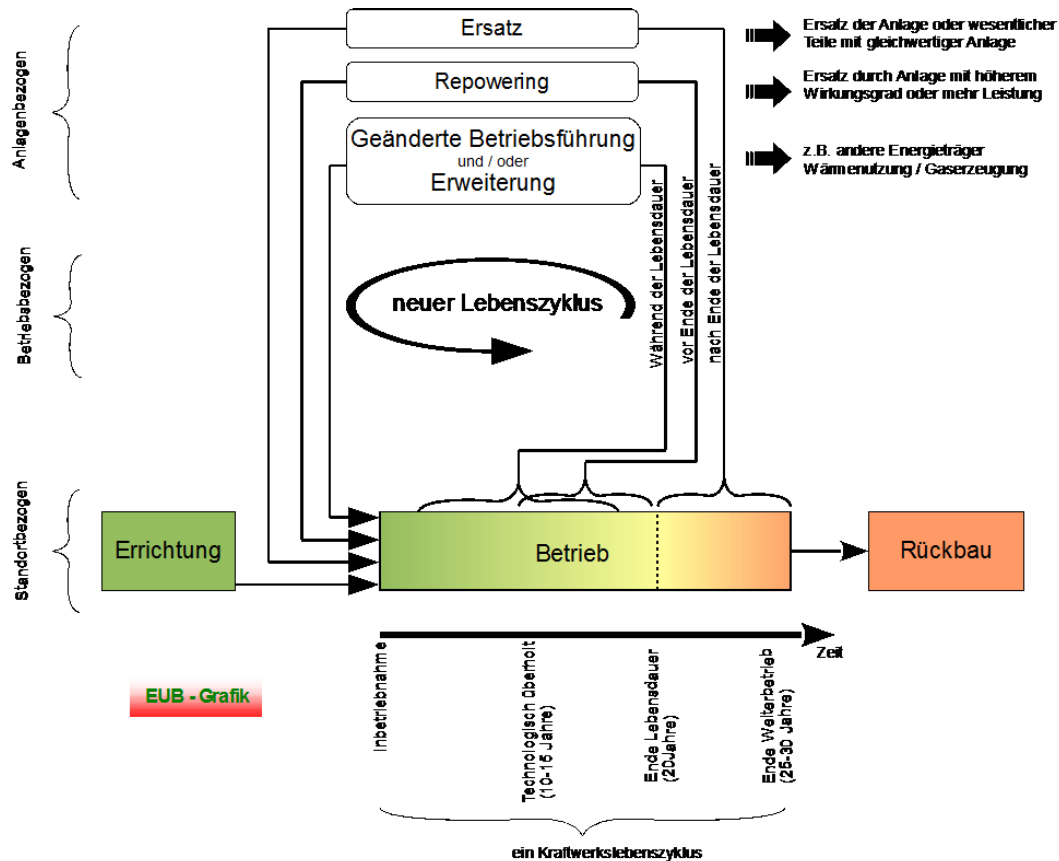 Anlagenbezogen
Betriebsbezogen
Standortbezogen
Ersatz
Repowering
Geänderte Betriebsführung
und / oder
Erweiterung
Ersatz der Anlage oder wesentlicher
Teile mit gleichwertiger Anlage
Ersatz durch Anlage mit höherem
Wirkungsgrad oder mehr Leistung
z.B. andere Energieträger
Wärmenutzung / Gaserzeugung
Während der Lebensdauer
vor Ende der Lebensdauer
nach Ende der Lebensdauer
neuer Lebenszyklus
Errichtung
Betrieb
Rückbau
Zeit
EUB - Grafik
Inbetriebnahme
Technologisch überholt
(10-15 Jahre)
Ende Lebensdauer
(20Jahre)
Ende Weiterbetrieb
(25-30 Jahre)
ein Kraftwerkslebenszyklus